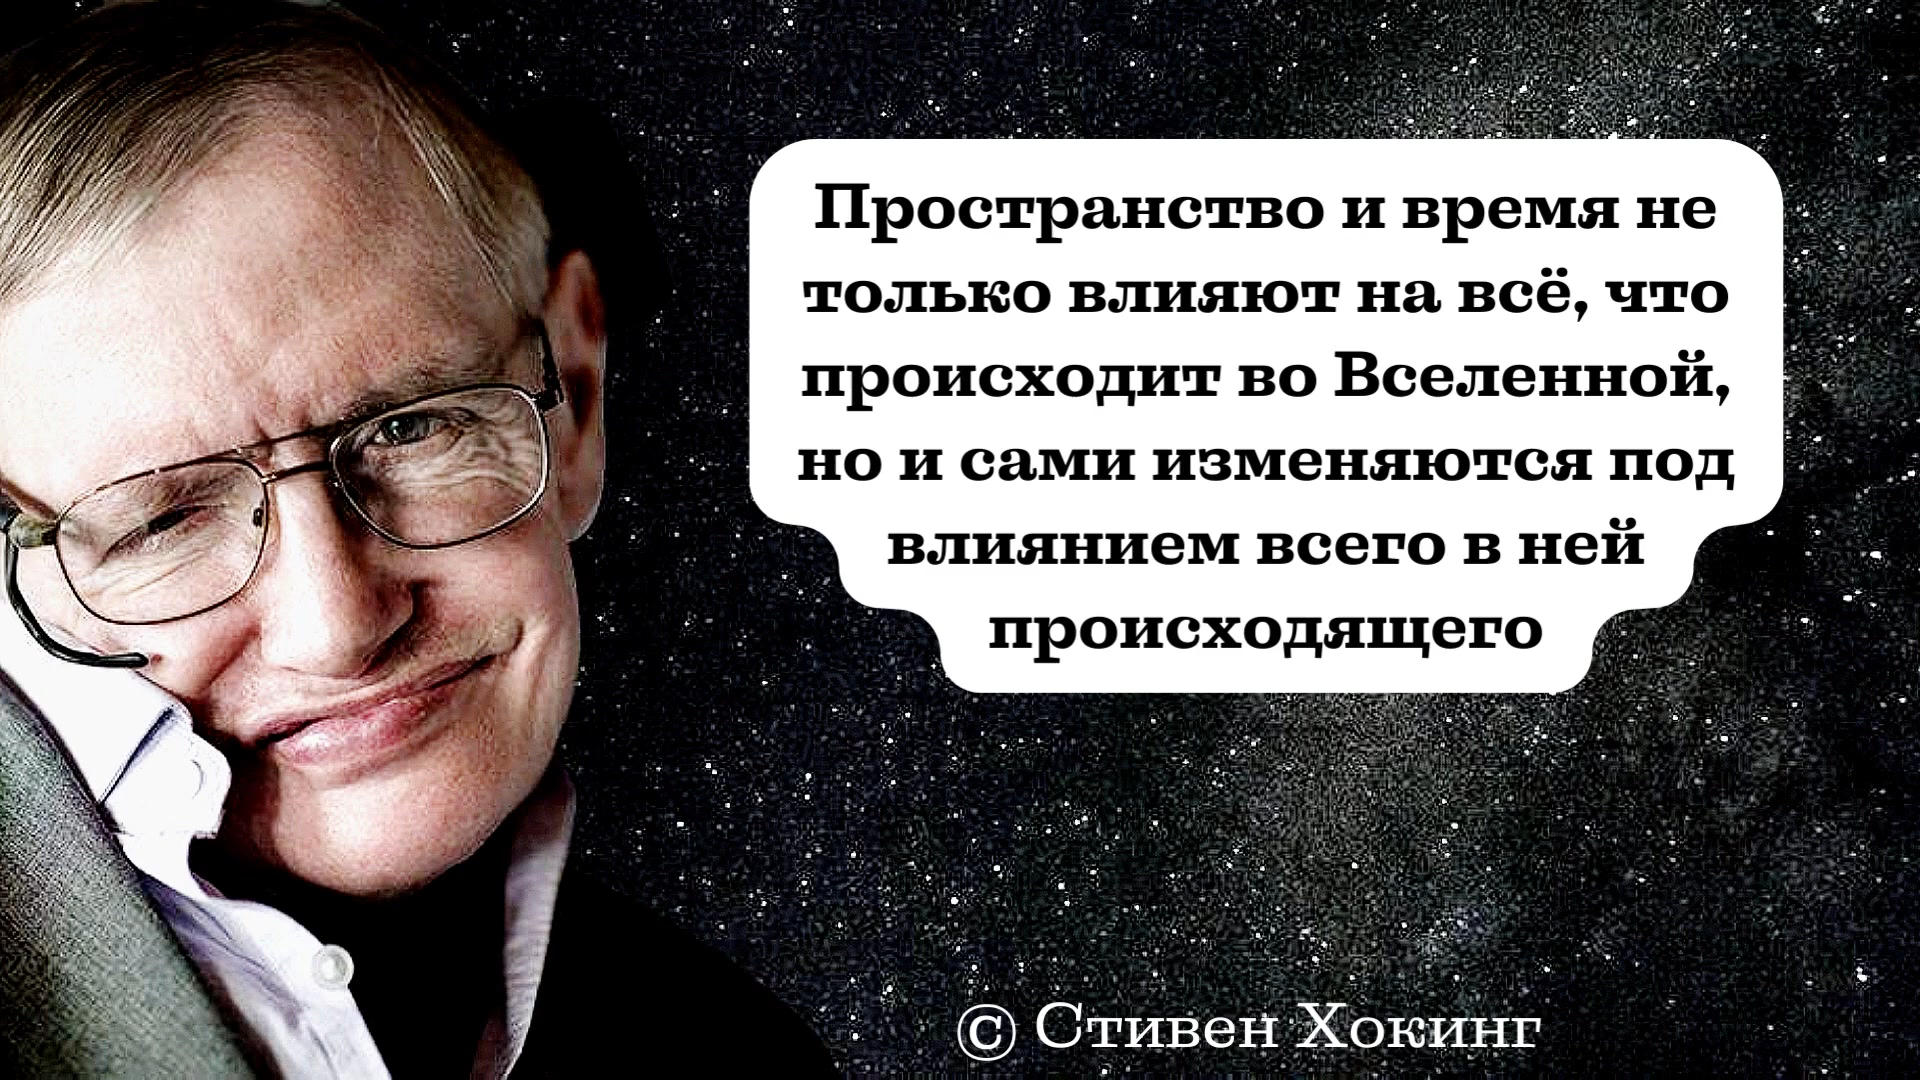 Пространство и время не
только влияют на всё, что
происходит во Вселенной,
но и сами изменяются под
влиянием всего в ней
происходящего
© Стивен Хокинг